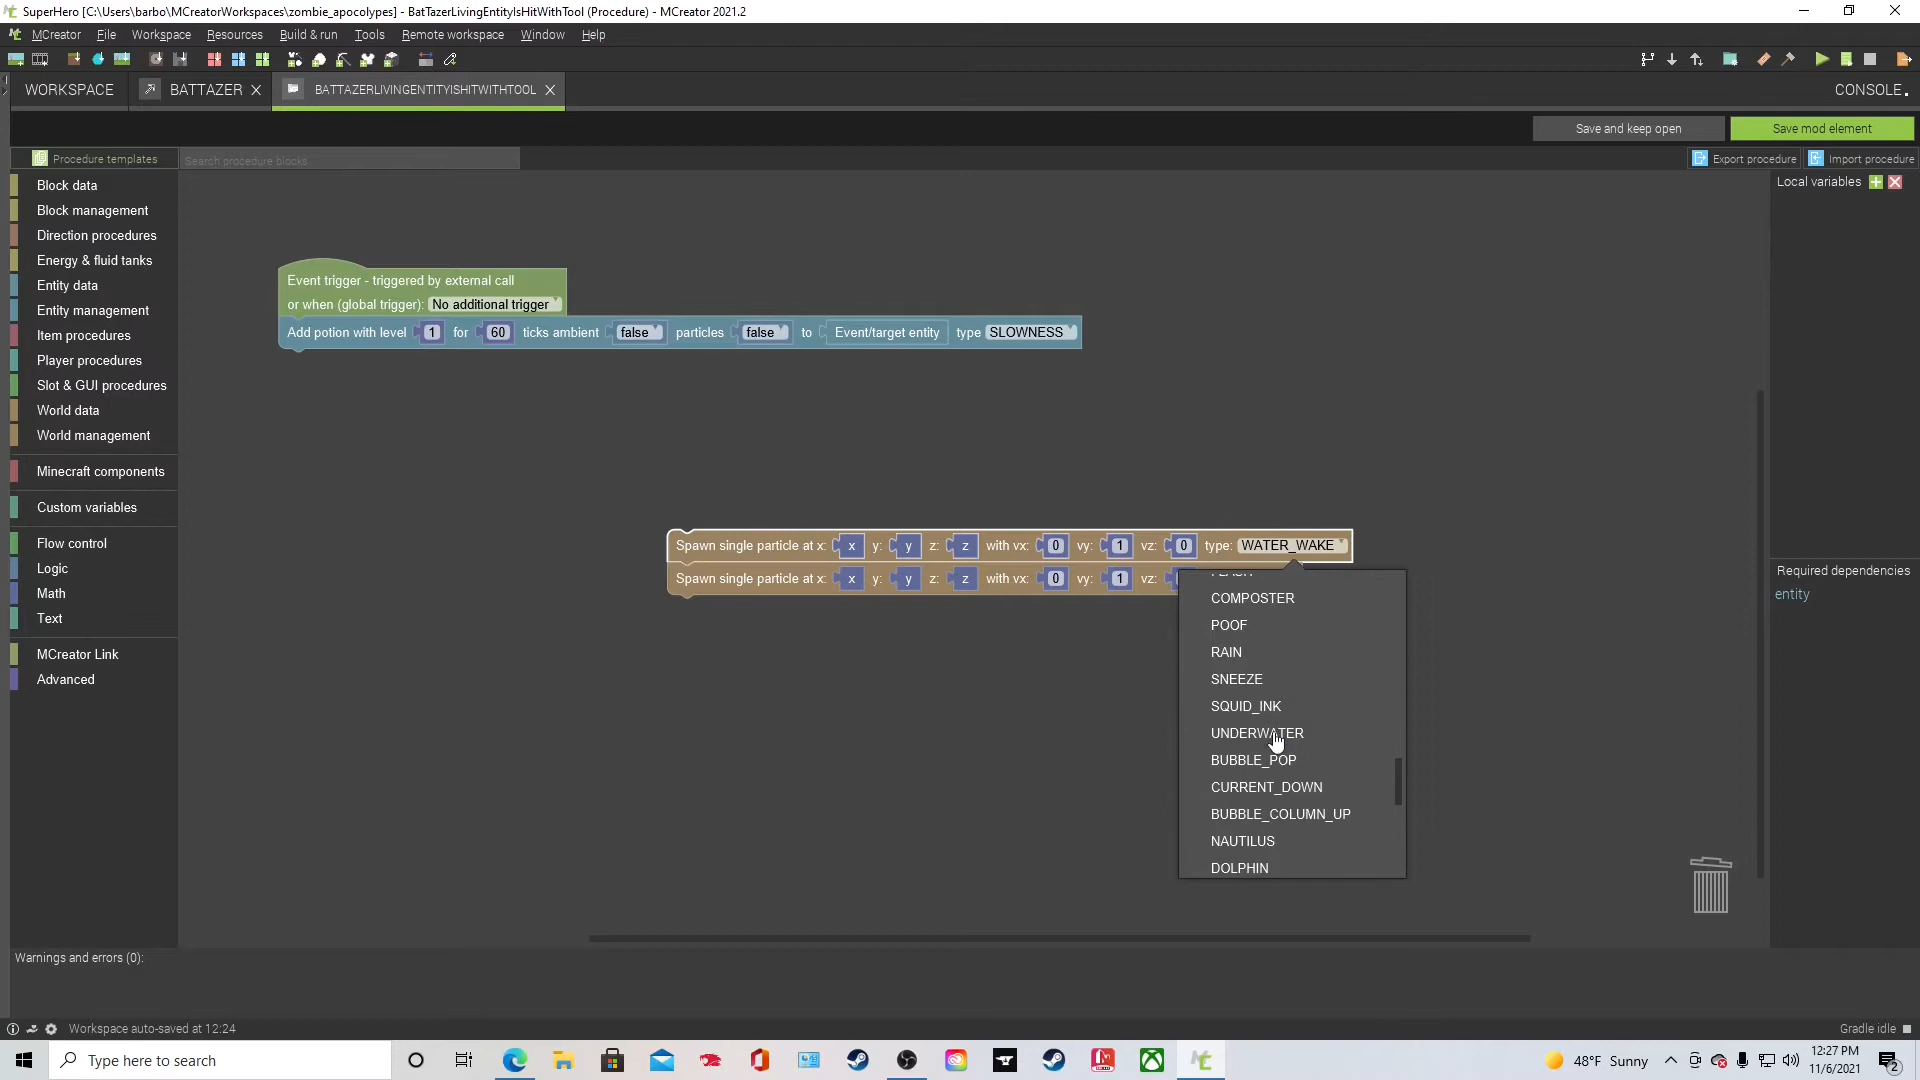 SuperHero [C:\Users\barbo\MCreatorWorkspaces\zombie_apocolypes] - BatTazerLivingEntityIsHitWithTool (Procedure) - MCreator 2021.2
MCreator File Workspace Resources Build & run Tools Remote workspace Window Help
WORKSPACE BATTAZER BATTAZERLIVINGENTITYISHITWITHTOOL CONSOLE
Save and keep open Save mod element
Procedure templates Search procedure blocks Export procedure Import procedure
Local variables
Block data
Block management
Direction procedures
Energy & fluid tanks
Entity data
Entity management
Item procedures
Player procedures
Slot & GUI procedures
World data
World management
Minecraft components
Custom variables
Flow control
Logic
Math
Text
MCreator Link
Advanced
Event trigger - triggered by external call
or when (global trigger): No additional trigger
Add potion with level 1 for 60 ticks ambient false particles false to Event/target entity type SLOWNESS
Spawn single particle at x: x y: y z: z with vx: 0 vy: 1 vz: 0 type: WATER_WAKE
Spawn single particle at x: x y: y z: z with vx: 0 vy: 1 vz:
COMPOSTER
POOF
RAIN
SNEEZE
SQUID_INK
UNDERWATER
BUBBLE_POP
CURRENT_DOWN
BUBBLE_COLUMN_UP
NAUTILUS
DOLPHIN
Required dependencies
entity
Warnings and errors (0):
Workspace auto-saved at 12:24 Gradle idle
Type here to search 48°F Sunny 12:27 PM
11/6/2021 2